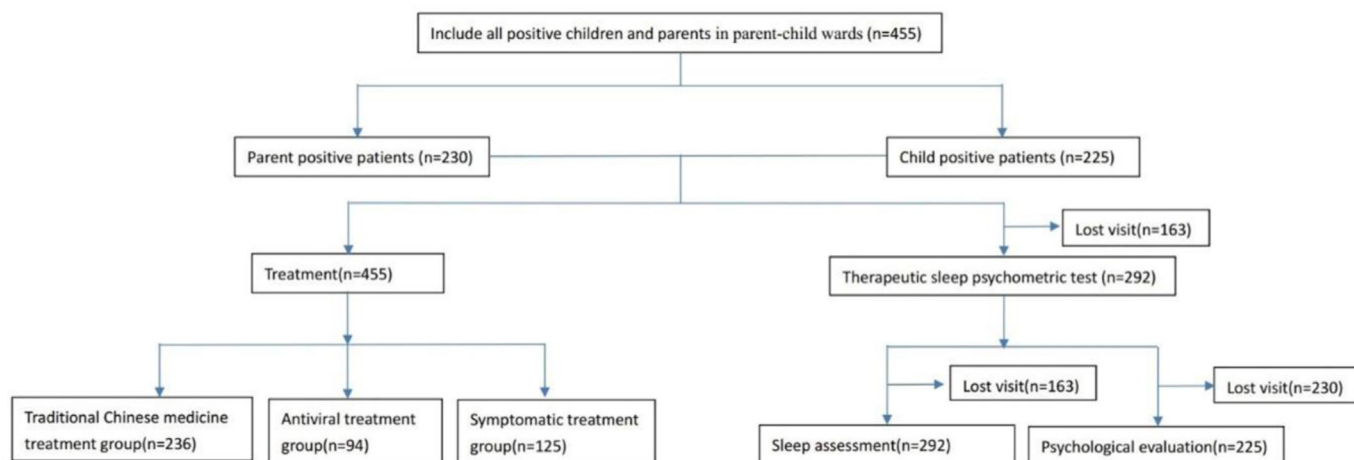 Include all positive children and parents in parent-child wards (n=455)
Parent positive patients (n=230)
Child positive patients (n=225)
Lost visit(n=163)
Treatment(n=455)
Therapeutic sleep psychometric test (n=292)
Lost visit(n=163)
Lost visit(n=230)
Traditional Chinese medicine
treatment group(n=236)
Antiviral treatment
group(n=94)
Symptomatic treatment
group(n=125)
Sleep assessment(n=292)
Psychological evaluation(n=225)